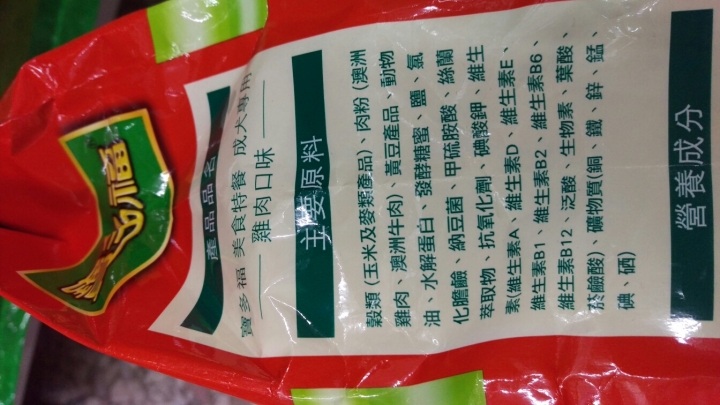 福
產品品名
寶多福 美食特餐 成犬專用
雞肉口味
主要原料
穀類(玉米及麥類產品)、肉粉(澳洲
雞肉、澳洲牛肉)、黃豆產品、動物
油、水解蛋白、發酵糖蜜、鹽、氯
化膽鹼、納豆菌、甲硫胺酸、絲蘭
萃取物、抗氧化劑、碘酸鉀、維生
素(維生素A、維生素D、維生素E、
維生素B1、維生素B2、維生素B6、
維生素B12、泛酸、生物素、葉酸、
菸鹼酸)、礦物質(銅、鐵、鋅、錳、
碘、硒)
營養成分